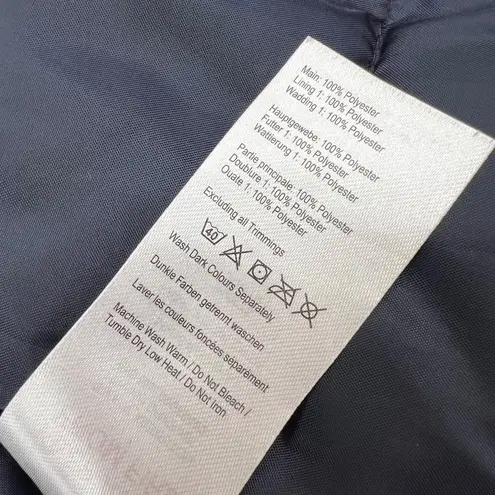 Main: 100% Polyester
Lining 1: 100% Polyester
Wadding 1: 100% Polyester
Hauptgewebe: 100% Polyester
Futter 1: 100% Polyester
Wattierung 1: 100% Polyester
Partie principale: 100% Polyester
Doublure 1: 100% Polyester
Ouate 1: 100% Polyester
Excluding all Trimmings
40
Wash Dark Colours Separately
Dunkle Farben getrennt waschen
Laver les couleurs foncées séparément
Machine Wash Warm / Do Not Bleach /
Tumble Dry Low Heat / Do Not Iron